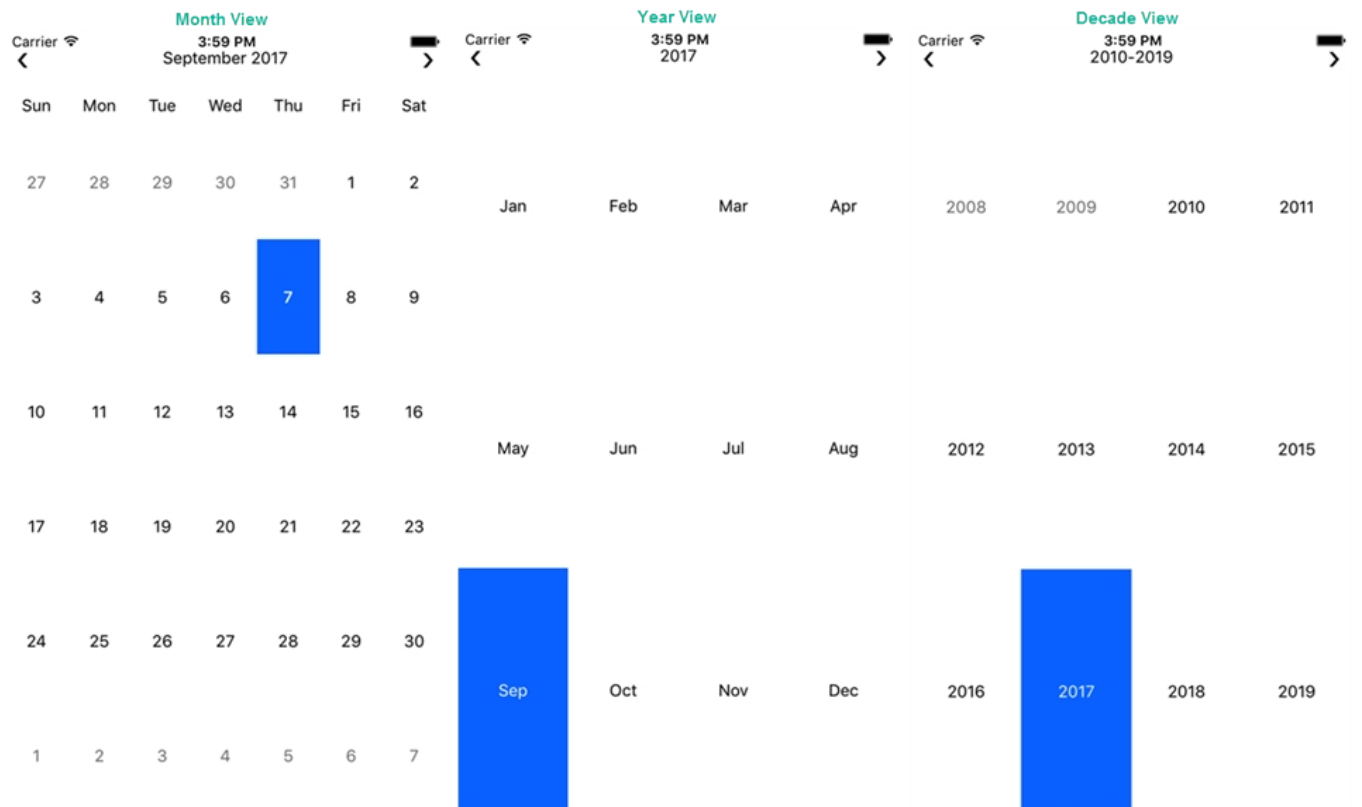 Month View
Carrier
3:59 PM
September 2017
Sun Mon Tue Wed Thu Fri Sat
27 28 29 30 31 1 2
3 4 5 6 7 8 9
10 11 12 13 14 15 16
17 18 19 20 21 22 23
24 25 26 27 28 29 30
1 2 3 4 5 6 7
Year View
Carrier
3:59 PM
2017
Jan Feb Mar Apr
May Jun Jul Aug
Sep Oct Nov Dec
Decade View
Carrier
3:59 PM
2010-2019
2008 2009 2010 2011
2012 2013 2014 2015
2016 2017 2018 2019